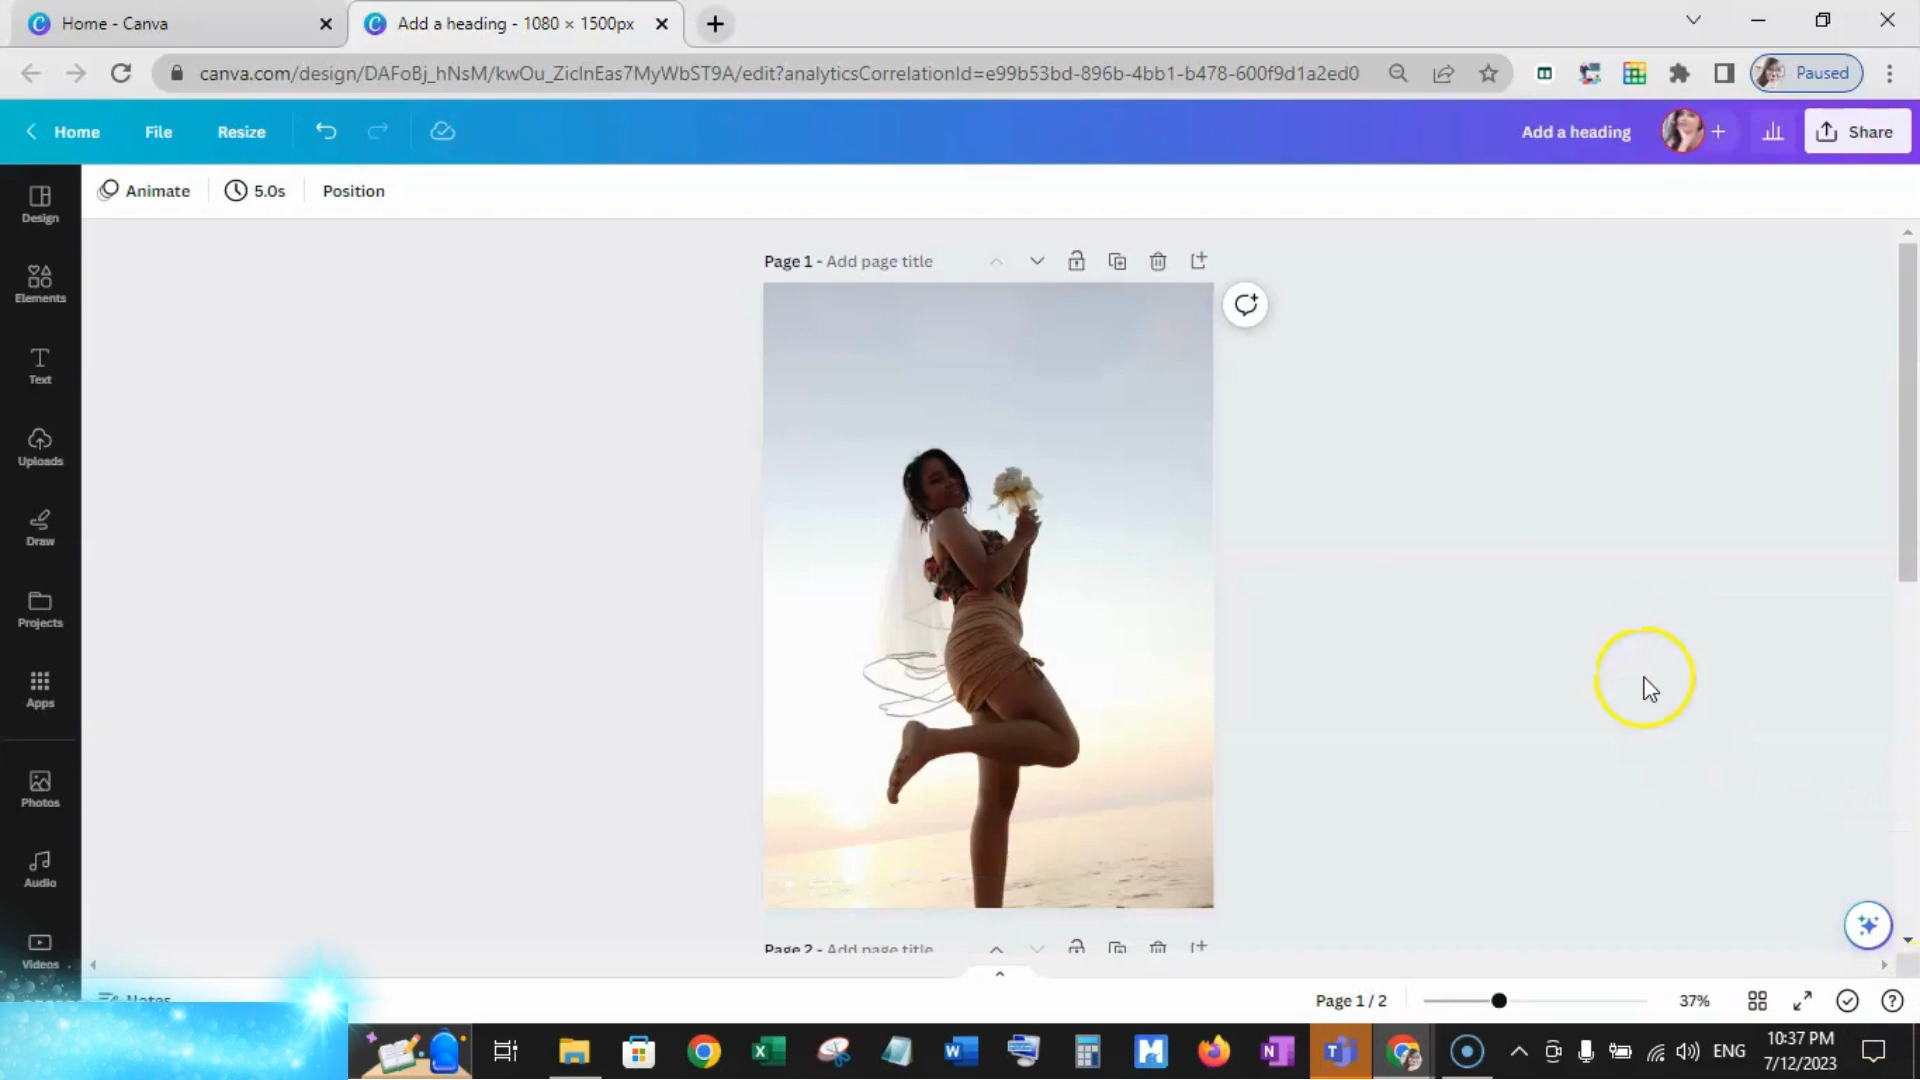 Home - Canva
Add a heading - 1080 × 1500px
canva.com/design/DAFoBj_hNsM/kwOu_ZicInEas7MyWbST9A/edit?analyticsCorrelationId=e99b53bd-896b-4bb1-b478-600f9d1a2ed0
Paused
Home
File
Resize
Add a heading
Share
Animate
5.0s
Position
Design
Elements
Text
Uploads
Draw
Projects
Apps
Photos
Audio
Videos
Page 1 - Add page title
Page 2 - Add page title
Notes
Page 1 / 2
37%
ENG
10:37 PM
7/12/2023